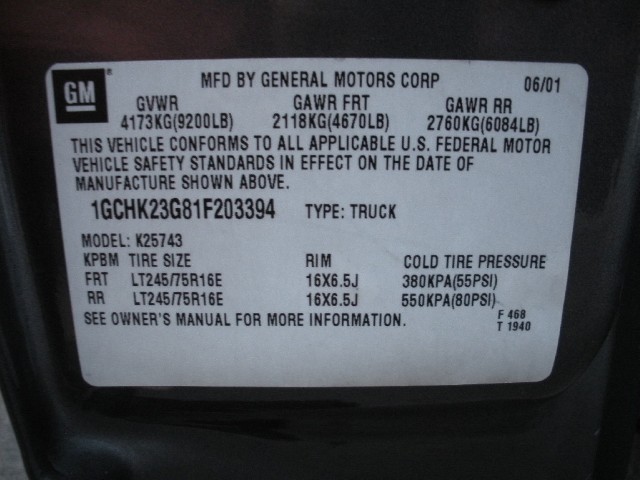 GM®
MFD BY GENERAL MOTORS CORP 06/01
GVWR GAWR FRT GAWR RR
4173KG(9200LB) 2118KG(4670LB) 2760KG(6084LB)
THIS VEHICLE CONFORMS TO ALL APPLICABLE U.S. FEDERAL MOTOR
VEHICLE SAFETY STANDARDS IN EFFECT ON THE DATE OF
MANUFACTURE SHOWN ABOVE.
1GCHK23G81F203394 TYPE: TRUCK
MODEL: K25743
KPBM TIRE SIZE RIM COLD TIRE PRESSURE
FRT LT245/75R16E 16X6.5J 380KPA(55PSI)
RR LT245/75R16E 16X6.5J 550KPA(80PSI)
SEE OWNER'S MANUAL FOR MORE INFORMATION.
F 468
T 1940